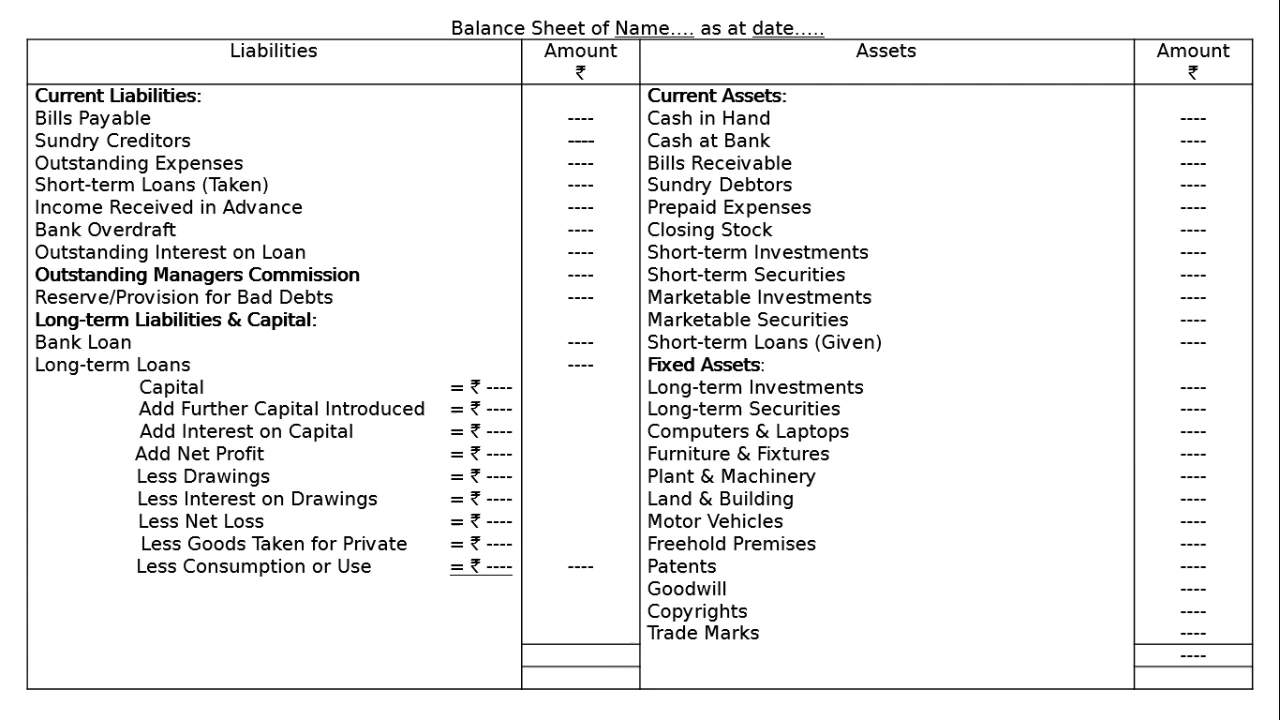 Balance Sheet of Name.... as at date.....
Liabilities Amount ₹ Assets Amount ₹
Current Liabilities: Current Assets:
Bills Payable ---- Cash in Hand ----
Sundry Creditors ---- Cash at Bank ----
Outstanding Expenses ---- Bills Receivable ----
Short-term Loans (Taken) ---- Sundry Debtors ----
Income Received in Advance ---- Prepaid Expenses ----
Bank Overdraft ---- Closing Stock ----
Outstanding Interest on Loan ---- Short-term Investments ----
Outstanding Managers Commission ---- Short-term Securities ----
Reserve/Provision for Bad Debts ---- Marketable Investments ----
Long-term Liabilities & Capital: Marketable Securities ----
Bank Loan ---- Short-term Loans (Given) ----
Long-term Loans ---- Fixed Assets:
Capital = ₹ ---- Long-term Investments ----
Add Further Capital Introduced = ₹ ---- Long-term Securities ----
Add Interest on Capital = ₹ ---- Computers & Laptops ----
Add Net Profit = ₹ ---- Furniture & Fixtures ----
Less Drawings = ₹ ---- Plant & Machinery ----
Less Interest on Drawings = ₹ ---- Land & Building ----
Less Net Loss = ₹ ---- Motor Vehicles ----
Less Goods Taken for Private = ₹ ---- Freehold Premises ----
Less Consumption or Use = ₹ ---- ---- Patents ----
Goodwill ----
Copyrights ----
Trade Marks ----
----